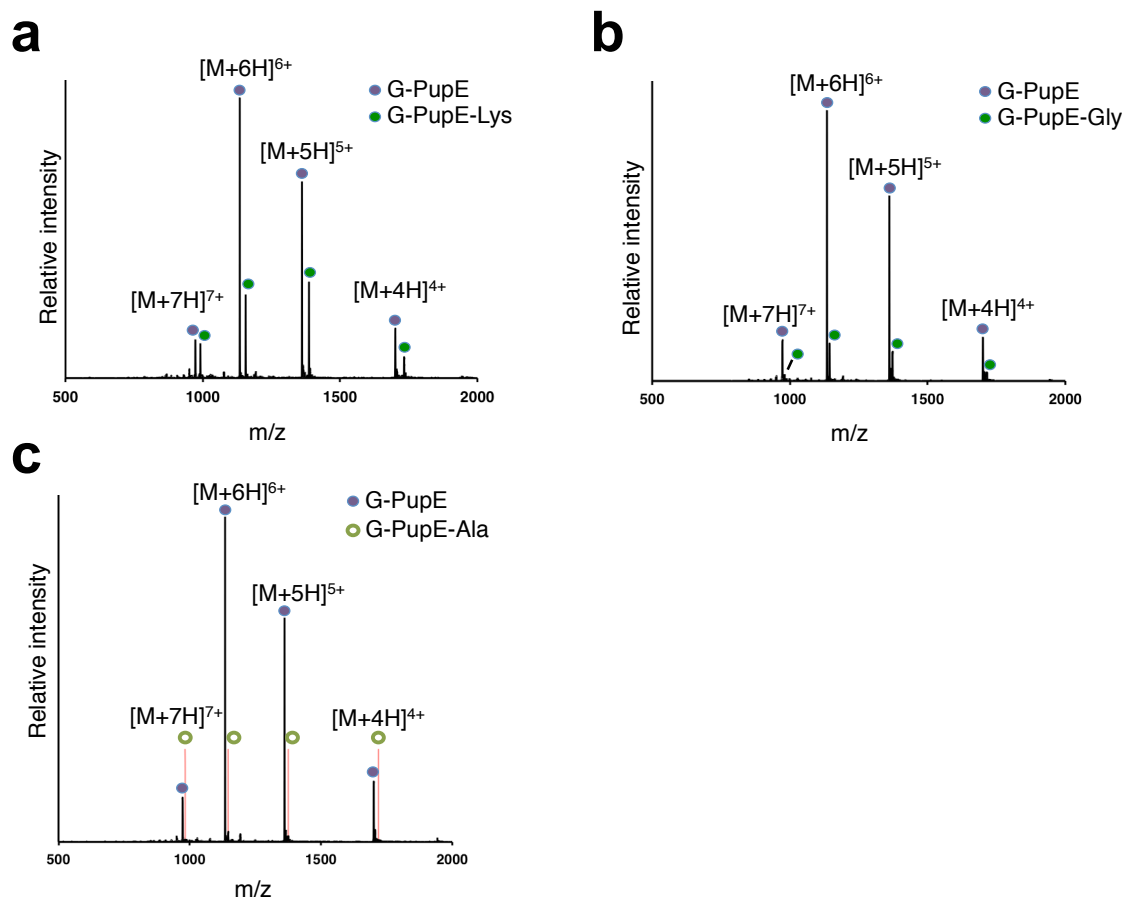 a
[M+6H]6+
G-PupE
G-PupE-Lys
[M+5H]5+
[M+7H]7+
[M+4H]4+
Relative intensity
500 1000 1500 2000
m/z
b
[M+6H]6+
G-PupE
G-PupE-Gly
[M+5H]5+
[M+7H]7+
[M+4H]4+
Relative intensity
500 1000 1500 2000
m/z
c
[M+6H]6+
G-PupE
G-PupE-Ala
[M+5H]5+
[M+7H]7+
[M+4H]4+
Relative intensity
500 1000 1500 2000
m/z